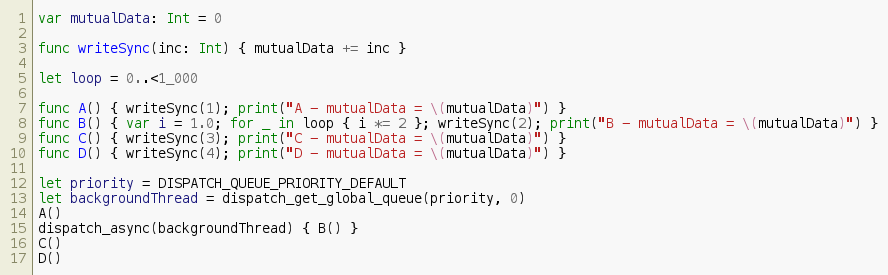 1 var mutualData: Int = 0
2
3 func writeSync(inc: Int) { mutualData += inc }
4
5 let loop = 0..<1_000
6
7 func A() { writeSync(1); print("A - mutualData = \(mutualData)") }
8 func B() { var i = 1.0; for _ in loop { i *= 2 }; writeSync(2); print("B - mutualData = \(mutualData)") }
9 func C() { writeSync(3); print("C - mutualData = \(mutualData)") }
10 func D() { writeSync(4); print("D - mutualData = \(mutualData)") }
11
12 let priority = DISPATCH_QUEUE_PRIORITY_DEFAULT
13 let backgroundThread = dispatch_get_global_queue(priority, 0)
14 A()
15 dispatch_async(backgroundThread) { B() }
16 C()
17 D()